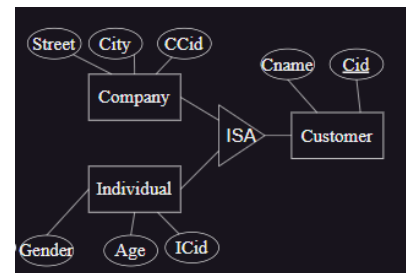 Street
City
CCid
Cname
Cid
Company
ISA
Customer
Individual
Gender
Age
ICid